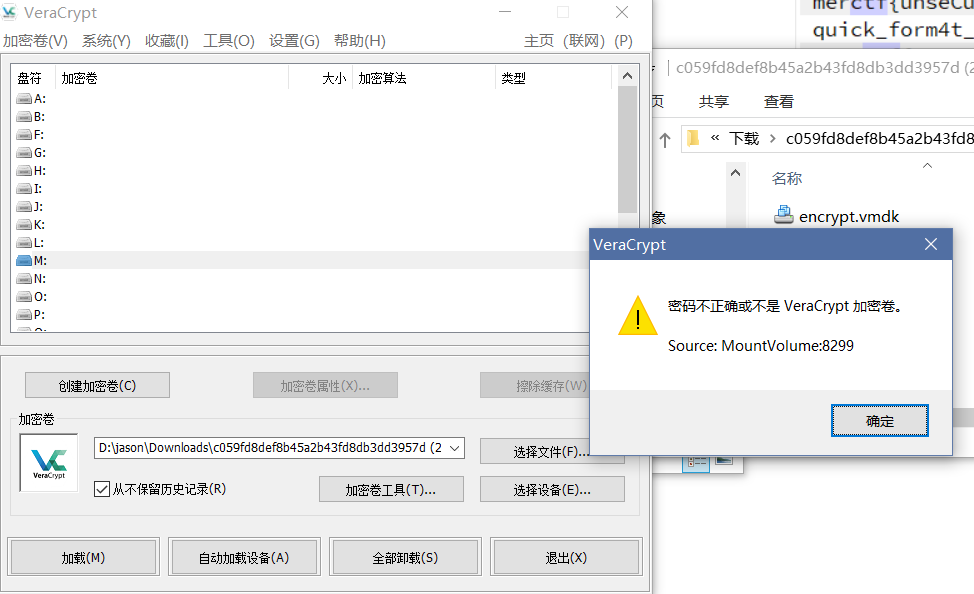 VeraCrypt
加密卷(V) 系统(Y) 收藏(I) 工具(O) 设置(G) 帮助(H) 主页 (联网) (P)
盘符 加密卷 大小 加密算法 类型
A:
B:
F:
G:
H:
I:
J:
K:
L:
M:
N:
O:
P:
创建加密卷(C) 加密卷属性(X)... 擦除缓存(W)
加密卷
VeraCrypt
D:\jason\Downloads\c059fd8def8b45a2b43fd8db3dd3957d (2 选择文件(F)...
从不保留历史记录(R) 加密卷工具(T)... 选择设备(E)...
加载(M) 自动加载设备(A) 全部卸载(S) 退出(X)
merctf{unseCu
quick_form4t_
c059fd8def8b45a2b43fd8db3dd3957d (2
页 共享 查看
« 下载 › c059fd8def8b45a2b43fd8
名称
象 encrypt.vmdk
VeraCrypt
密码不正确或不是 VeraCrypt 加密卷。
Source: MountVolume:8299
确定